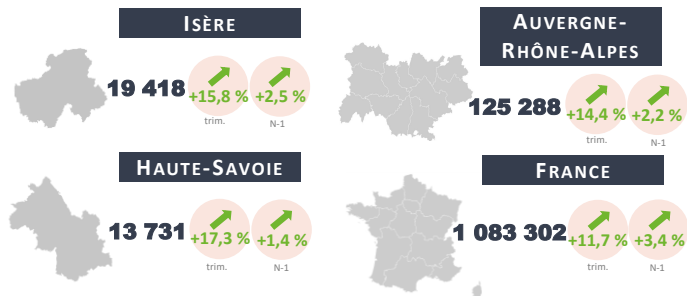 ISÈRE
19 418
+15,8 %
+2,5 %
trim.
N-1
AUVERGNE-
RHÔNE-ALPES
125 288
+14,4 %
+2,2 %
trim.
N-1
HAUTE-SAVOIE
13 731
+17,3 %
+1,4 %
trim.
N-1
FRANCE
1 083 302
+11,7 %
+3,4 %
trim.
N-1